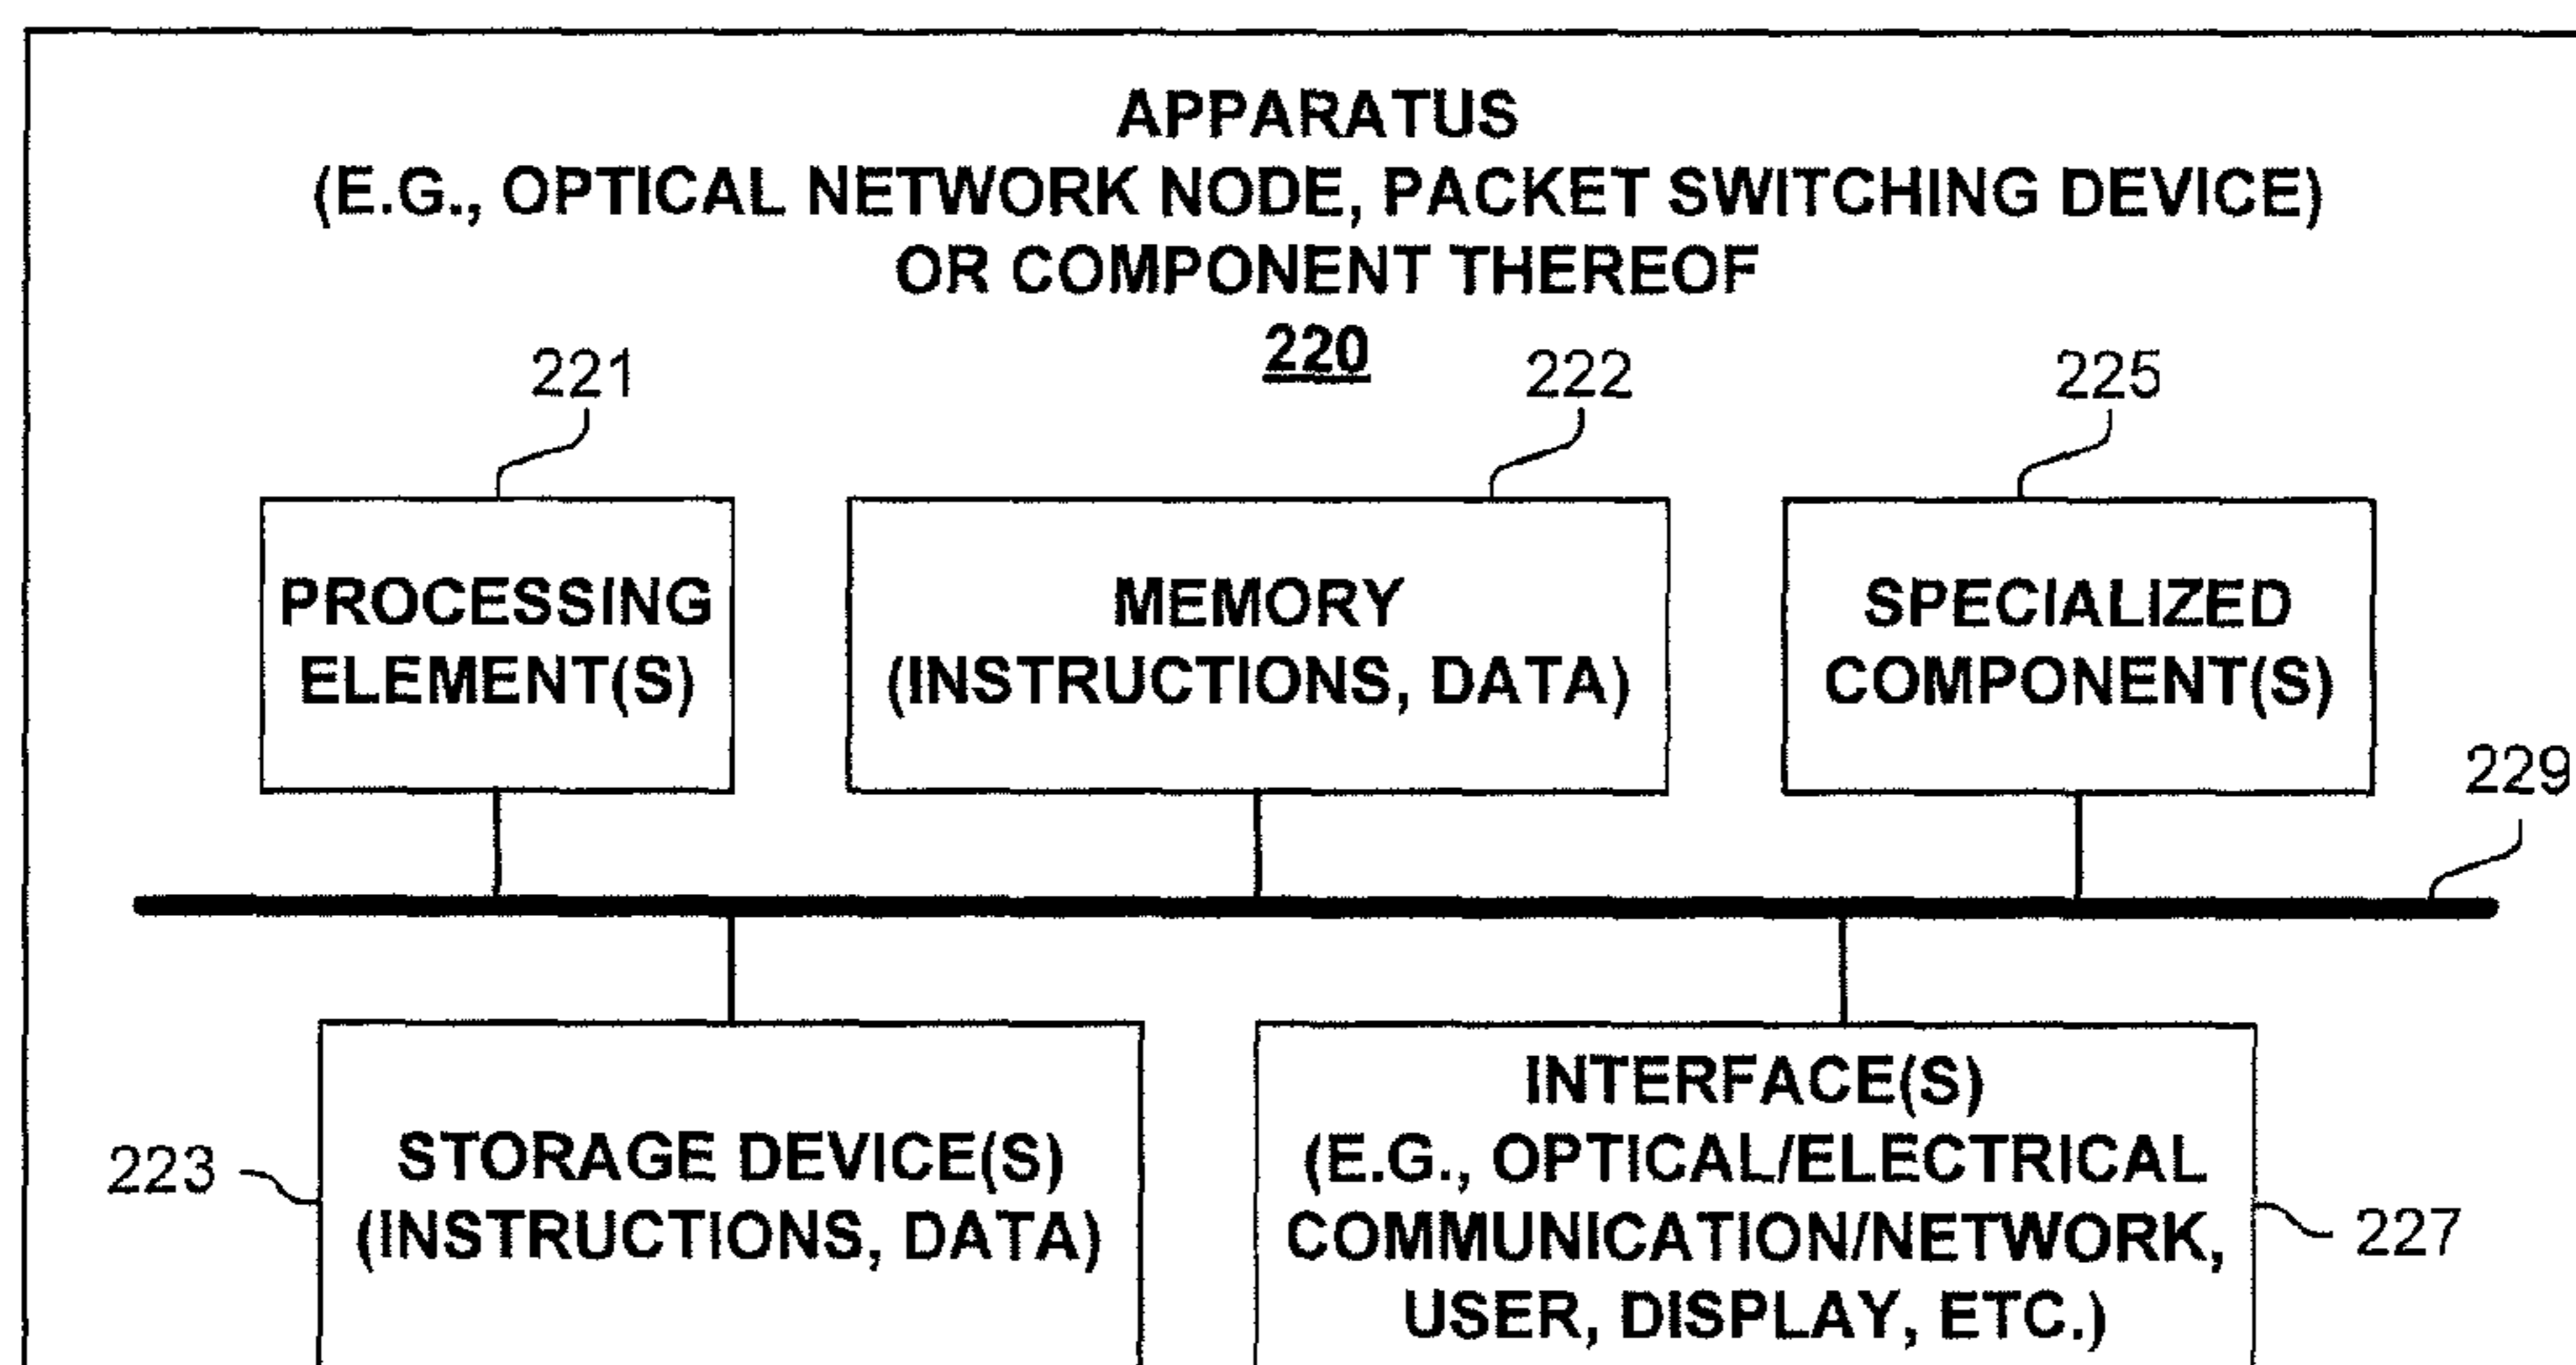 APPARATUS
(E.G., OPTICAL NETWORK NODE, PACKET SWITCHING DEVICE)
OR COMPONENT THEREOF
220
221
222
225
PROCESSING
ELEMENT(S)
MEMORY
(INSTRUCTIONS, DATA)
SPECIALIZED
COMPONENT(S)
229
223
STORAGE DEVICE(S)
(INSTRUCTIONS, DATA)
INTERFACE(S)
(E.G., OPTICAL/ELECTRICAL
COMMUNICATION/NETWORK,
USER, DISPLAY, ETC.)
227